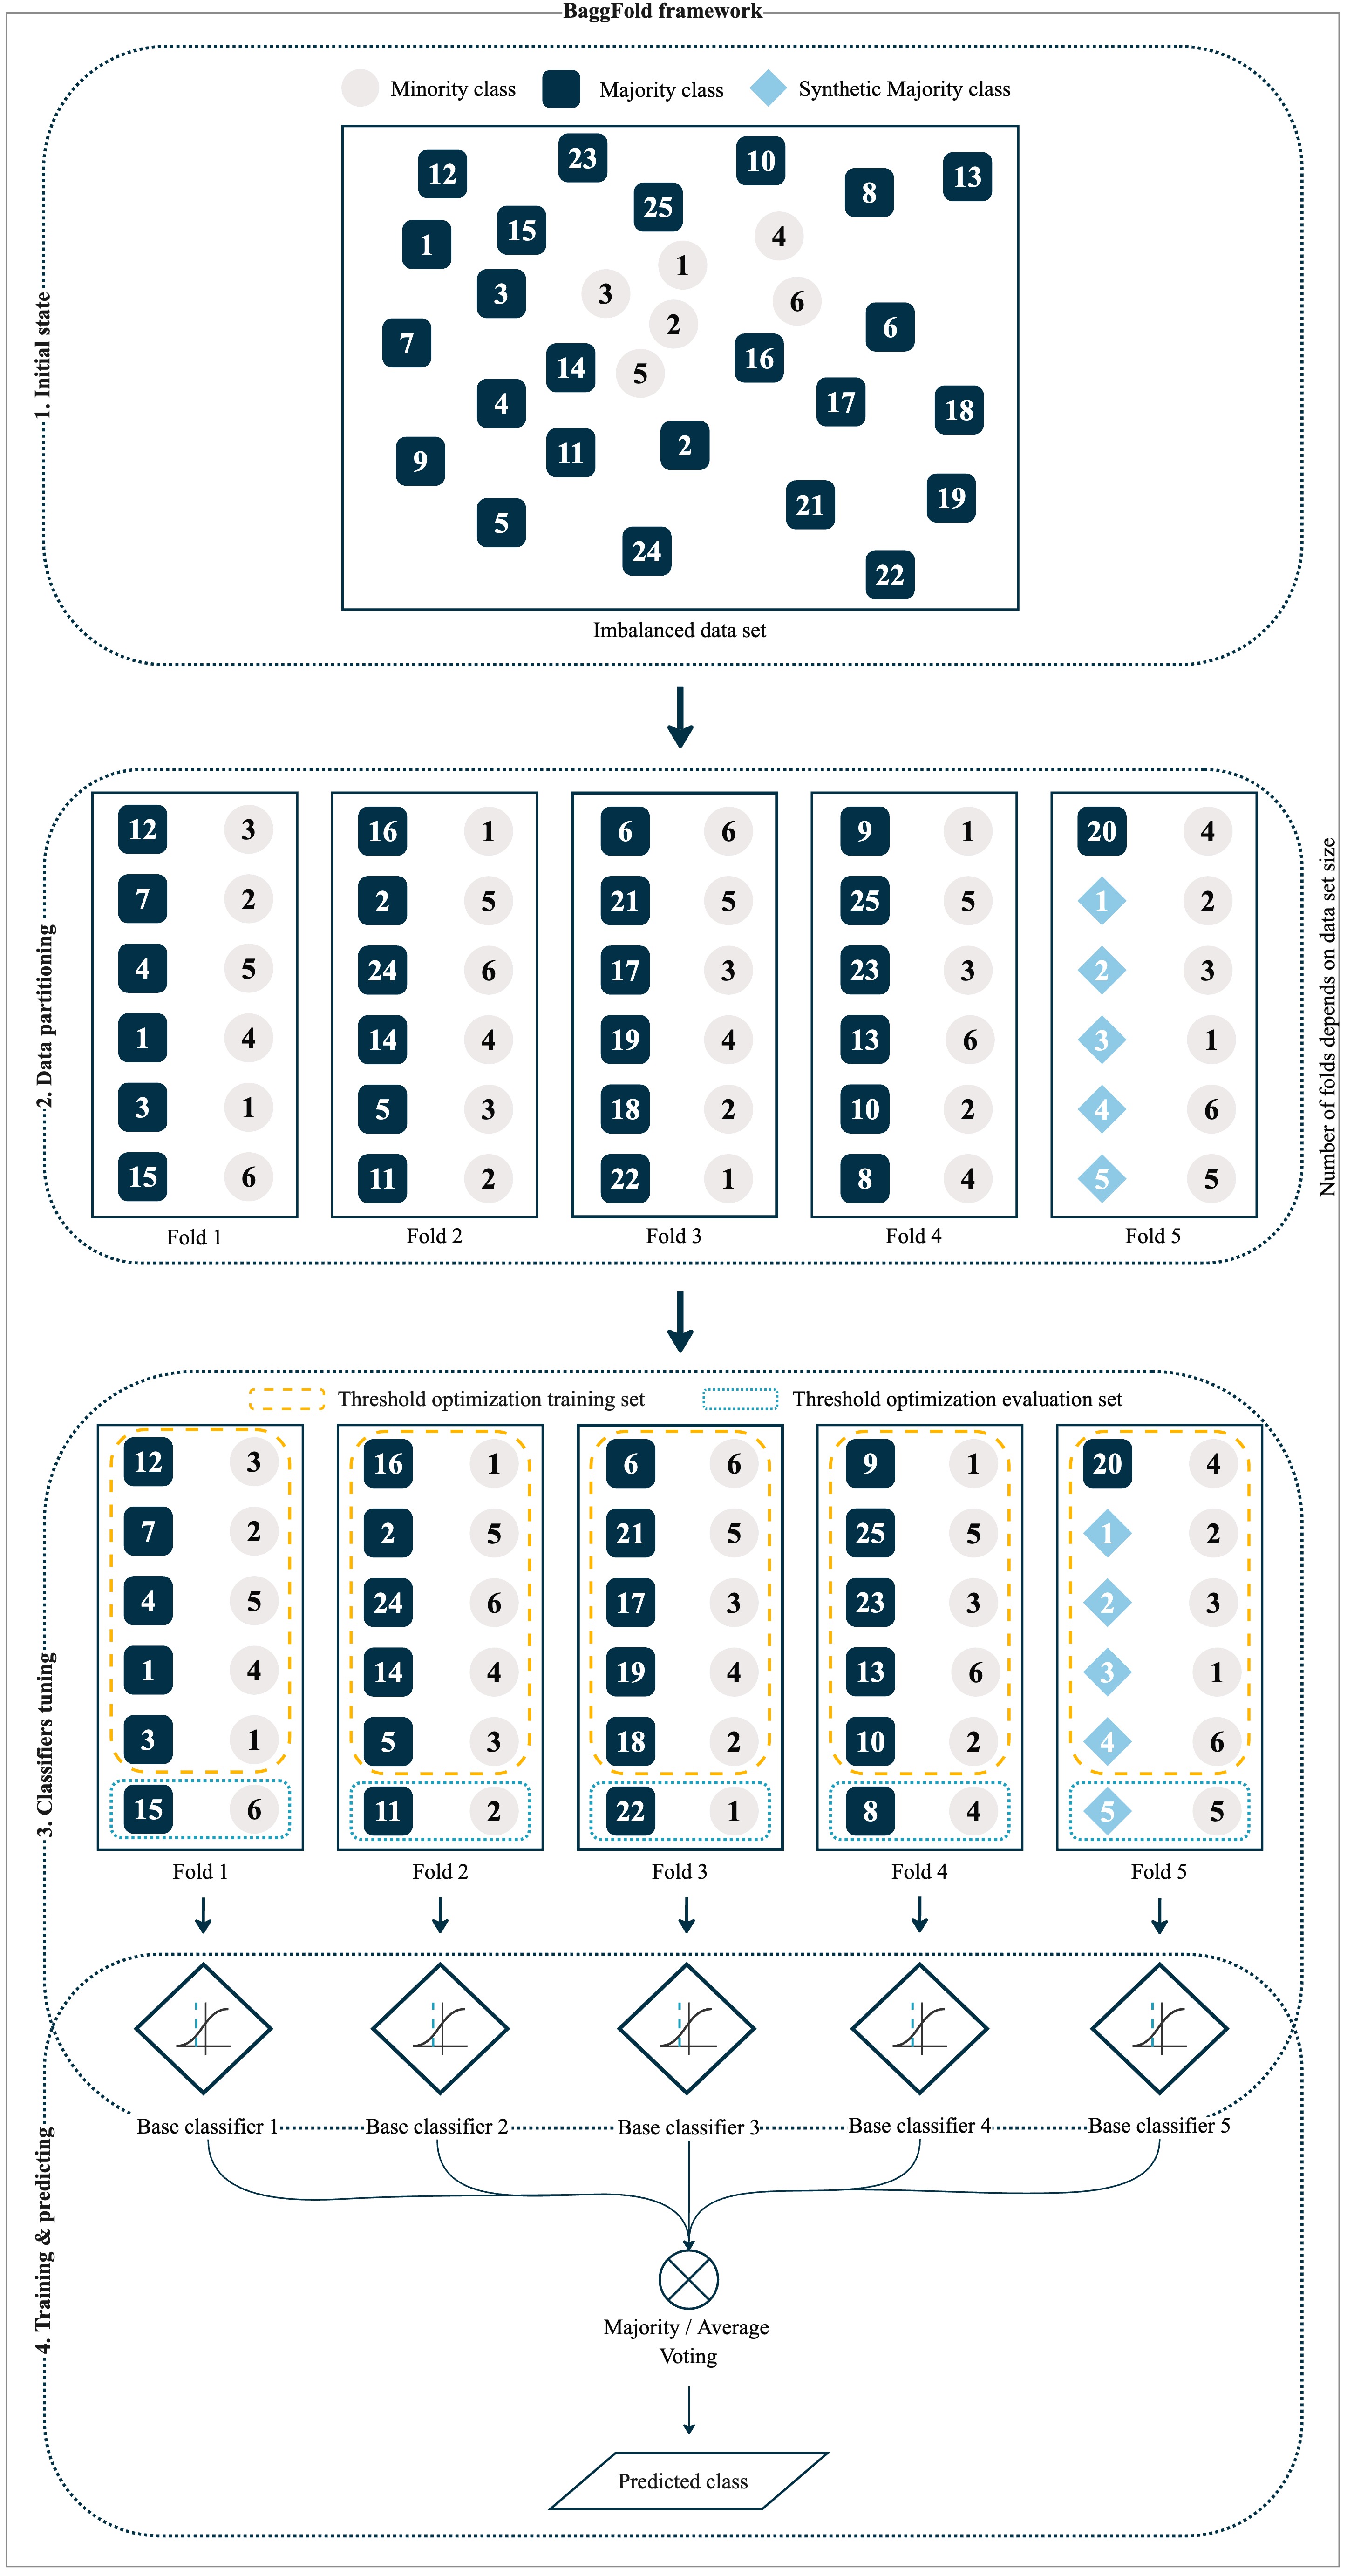 BaggFold framework
Minority class Majority class Synthetic Majority class
1. Initial state
12 23 10 13
8
25
15 4
1
1
3 3 6
2 6
7
14 16
5
4 17 18
9 11 2
21 19
5
24
22
Imbalanced data set
2. Data partitioning
12 3 16 1 6 6 9 1 20 4
7 2 2 5 21 5 25 5 1 2
4 5 24 6 17 3 23 3 2 3
1 4 14 4 19 4 13 6 3 1
3 1 5 3 18 2 10 2 4 6
15 6 11 2 22 1 8 4 5 5
Fold 1 Fold 2 Fold 3 Fold 4 Fold 5
Number of folds depends on data set size
3. Classifiers tuning
Threshold optimization training set Threshold optimization evaluation set
12 3 16 1 6 6 9 1 20 4
7 2 2 5 21 5 25 5 1 2
4 5 24 6 17 3 23 3 2 3
1 4 14 4 19 4 13 6 3 1
3 1 5 3 18 2 10 2 4 6
15 6 11 2 22 1 8 4 5 5
Fold 1 Fold 2 Fold 3 Fold 4 Fold 5
4. Training & predicting
Base classifier 1 Base classifier 2 Base classifier 3 Base classifier 4 Base classifier 5
Majority / Average
Voting
Predicted class